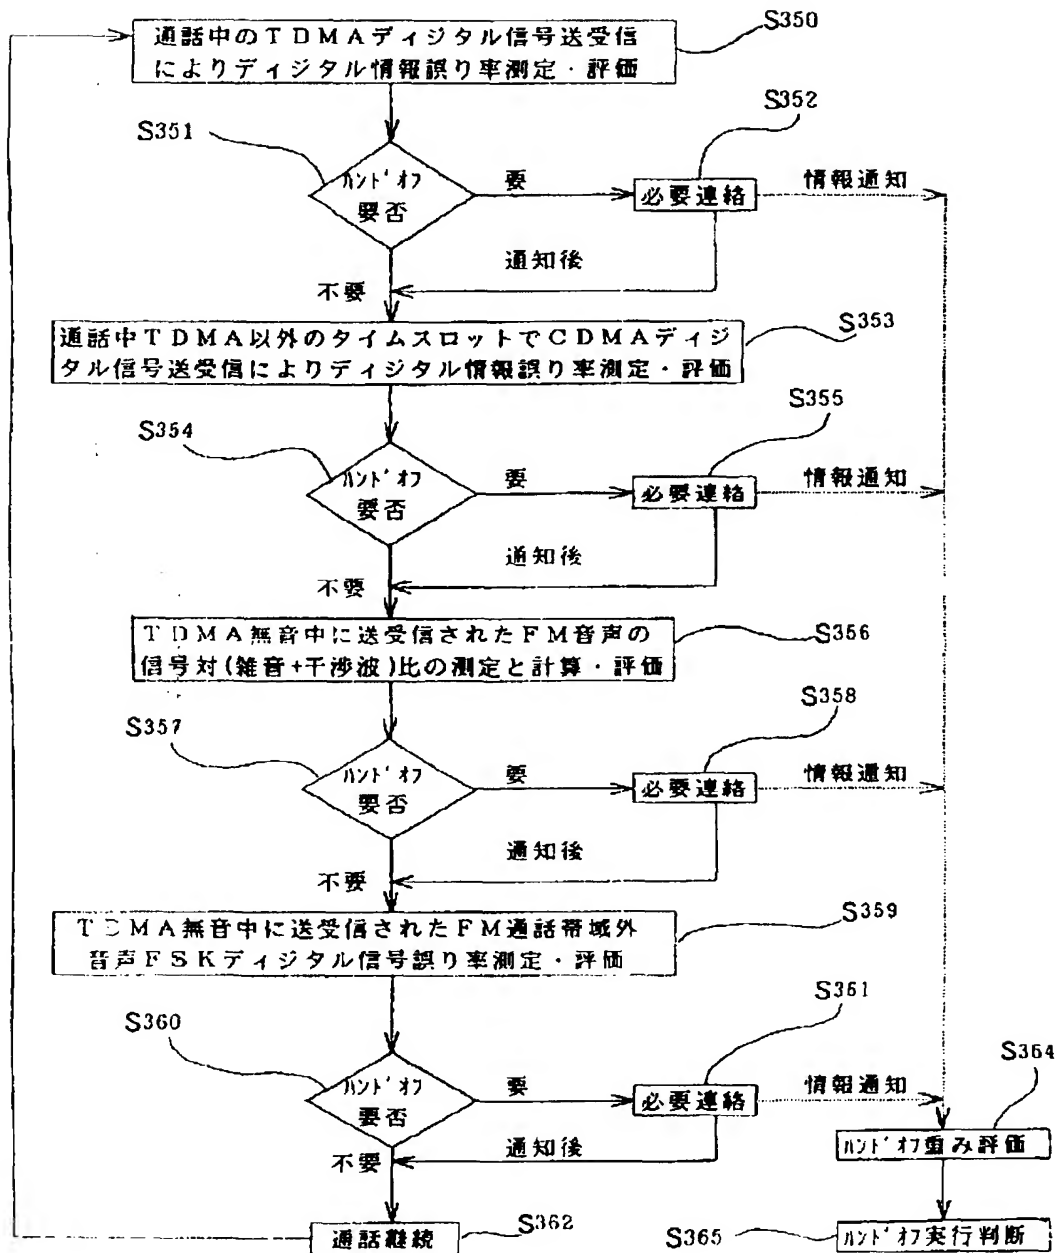 S350
通話中のTDMAディジタル信号送受信
によりディジタル情報誤り率測定・評価
S351
S352
ハンドオフ
要否
要
必要連絡
情報通知
通知後
不要
S353
通話中TDMA以外のタイムスロットでCDMAディジ
タル信号送受信によりディジタル情報誤り率測定・評価
S354
S355
ハンドオフ
要否
要
必要連絡
情報通知
通知後
不要
S356
TDMA無音中に送受信されたFM音声の
信号対(雑音+干渉波)比の測定と計算・評価
S357
S358
ハンドオフ
要否
要
必要連絡
情報通知
通知後
不要
S359
TDMA無音中に送受信されたFM通話帯域外
音声FSKディジタル信号誤り率測定・評価
S360
S361
ハンドオフ
要否
要
必要連絡
情報通知
S364
通知後
不要
ハンドオフ重み評価
S362
通話継続
S365
ハンドオフ実行判断